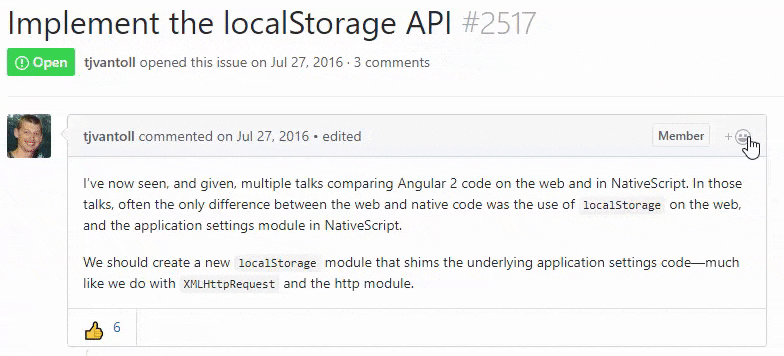 Implement the localStorage API #2517
Open tjvantoll opened this issue on Jul 27, 2016 · 3 comments
tjvantoll commented on Jul 27, 2016 • edited Member +
I've now seen, and given, multiple talks comparing Angular 2 code on the web and in NativeScript. In those
talks, often the only difference between the web and native code was the use of localStorage on the web,
and the application settings module in NativeScript.
We should create a new localStorage module that shims the underlying application settings code—much
like we do with XMLHttpRequest and the http module.
6